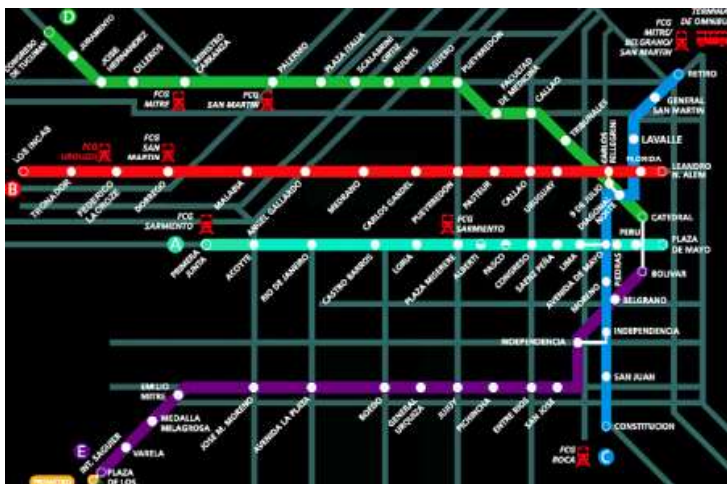 D
CONGRESO
DE TUCUMAN
JURAMENTO
JOSE
HERNANDEZ
OLLEROS
MINISTRO
CARRANZA
PALERMO
PLAZA ITALIA
SCALABRINI
ORTIZ
BULNES
AGUERO
PUEYRREDON
FACULTAD
DE MEDICINA
CALLAO
TRIBUNALES
CATEDRAL
FCG
MITRE
FCG
SAN MARTIN
FCG
MITRE/
BELGRANO/
SAN MARTIN
TERMINAL
DE OMNIBUS
RETIRO
GENERAL
SAN MARTIN
LAVALLE
CARLOS
PELLEGRINI
FLORIDA
LEANDRO
N. ALEM
B
LOS INCAS
TRONADOR
FCG
URQUIZA
FEDERICO
LACROZE
FCG
SAN
MARTIN
DORREGO
MALABIA
ANGEL GALLARDO
MEDRANO
CARLOS GARDEL
PUEYRREDON
PASTEUR
CALLAO
URUGUAY
9 DE JULIO
DIAGONAL
NORTE
FCG
SARMIENTO
FCG
SARMIENTO
A
PRIMERA
JUNTA
ACOYTE
RIO DE JANEIRO
CASTRO BARROS
LORIA
PLAZA MISERERE
ALBERTI
PASCO
CONGRESO
SAENZ PEÑA
LIMA
AVENIDA DE MAYO
PIEDRAS
PERU
PLAZA
DE MAYO
BOLIVAR
MORENO
BELGRANO
INDEPENDENCIA
INDEPENDENCIA
SAN JUAN
CONSTITUCION
FCG
ROCA
C
EMILIO
MITRE
JOSE M. MORENO
AVENIDA LA PLATA
BOEDO
GENERAL
URQUIZA
JUJUY
PICHINCHA
ENTRE RIOS
SAN JOSE
MEDALLA
MILAGROSA
VARELA
E
INT. SAGUIER
PLAZA
DE LOS